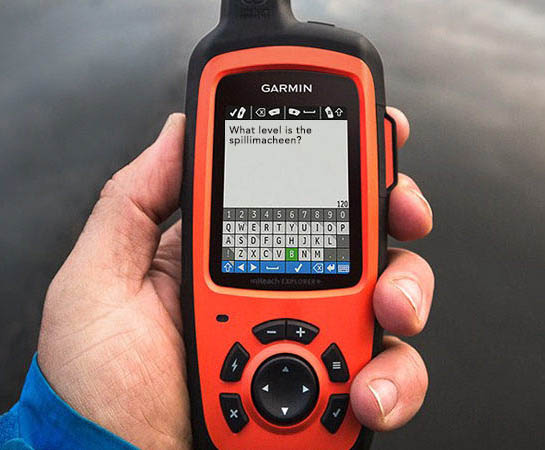 GARMIN
What level is the
spillimacheen?
120
1 2 3 4 5 6 7 8 9 0
Q W E R T Y U I O P
A S D F G H J K L .
! Z X C V B N M
inReach EXPLORER+